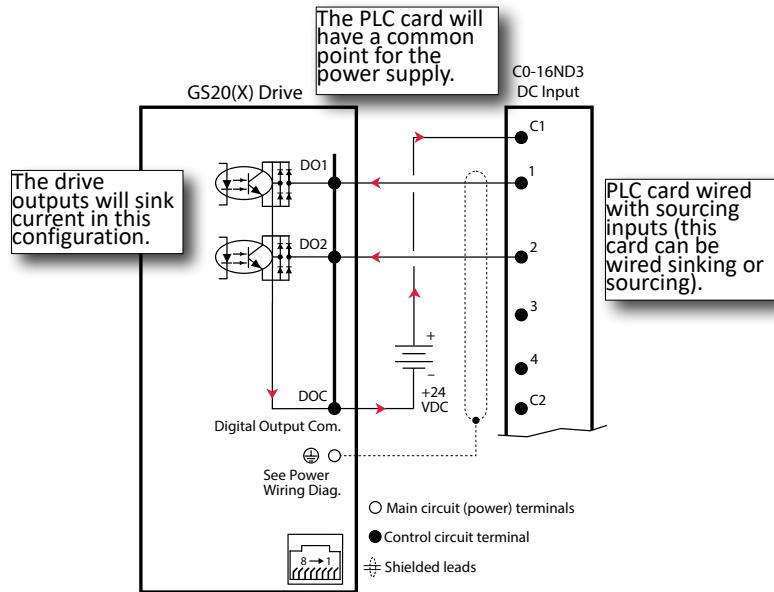 The PLC card will
have a common
point for the
power supply.
C0-16ND3
DC Input
GS20(X) Drive
C1
DO1
1
The drive
outputs will sink
current in this
configuration.
PLC card wired
with sourcing
inputs (this
card can be
wired sinking or
sourcing).
DO2
2
3
+
4
–
+24
VDC
DOC
C2
Digital Output Com.
See Power
Wiring Diag.
Main circuit (power) terminals
Control circuit terminal
8→1
Shielded leads